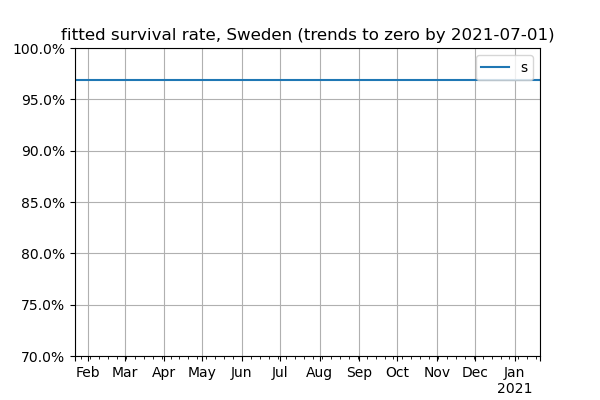 fitted survival rate, Sweden (trends to zero by 2021-07-01)
100.0%
s
95.0%
90.0%
85.0%
80.0%
75.0%
70.0%
Feb Mar Apr May Jun Jul Aug Sep Oct Nov Dec Jan
2021